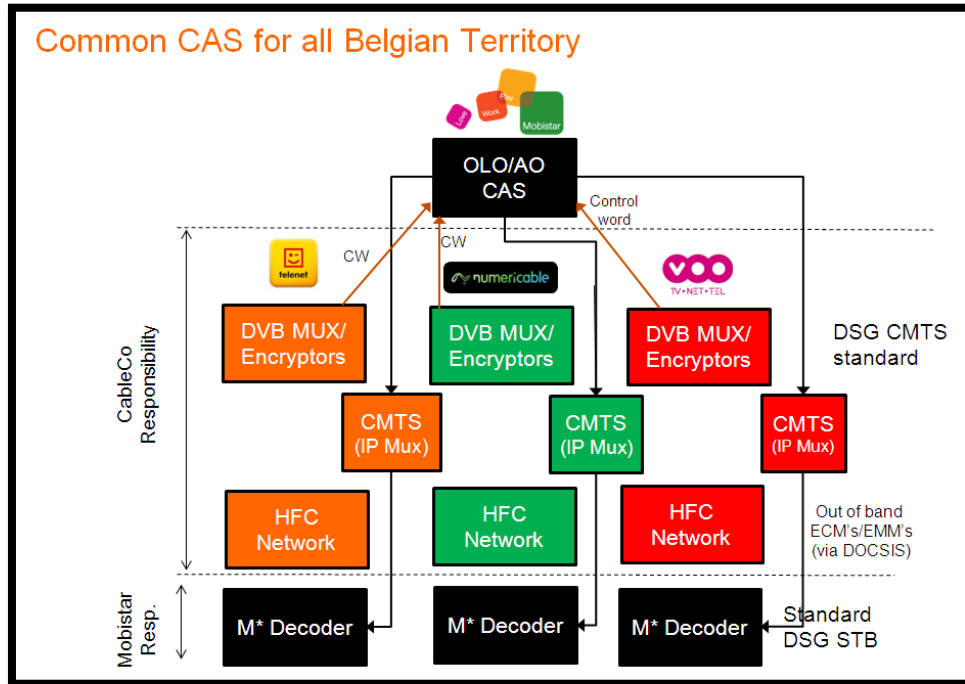 Common CAS for all Belgian Territory
Love
Work
Play
Mobistar
OLO/AO
CAS
Control
word
CW
CW
telenet
numericable
VOO
TV•NET•TEL
DVB MUX/
Encryptors
DVB MUX/
Encryptors
DVB MUX/
Encryptors
DSG CMTS
standard
CableCo
Responsibility
CMTS
(IP Mux)
CMTS
(IP Mux)
CMTS
(IP Mux)
HFC
Network
HFC
Network
HFC
Network
Out of band
ECM's/EMM's
(via DOCSIS)
Mobistar
Resp.
M* Decoder
M* Decoder
M* Decoder
Standard
DSG STB